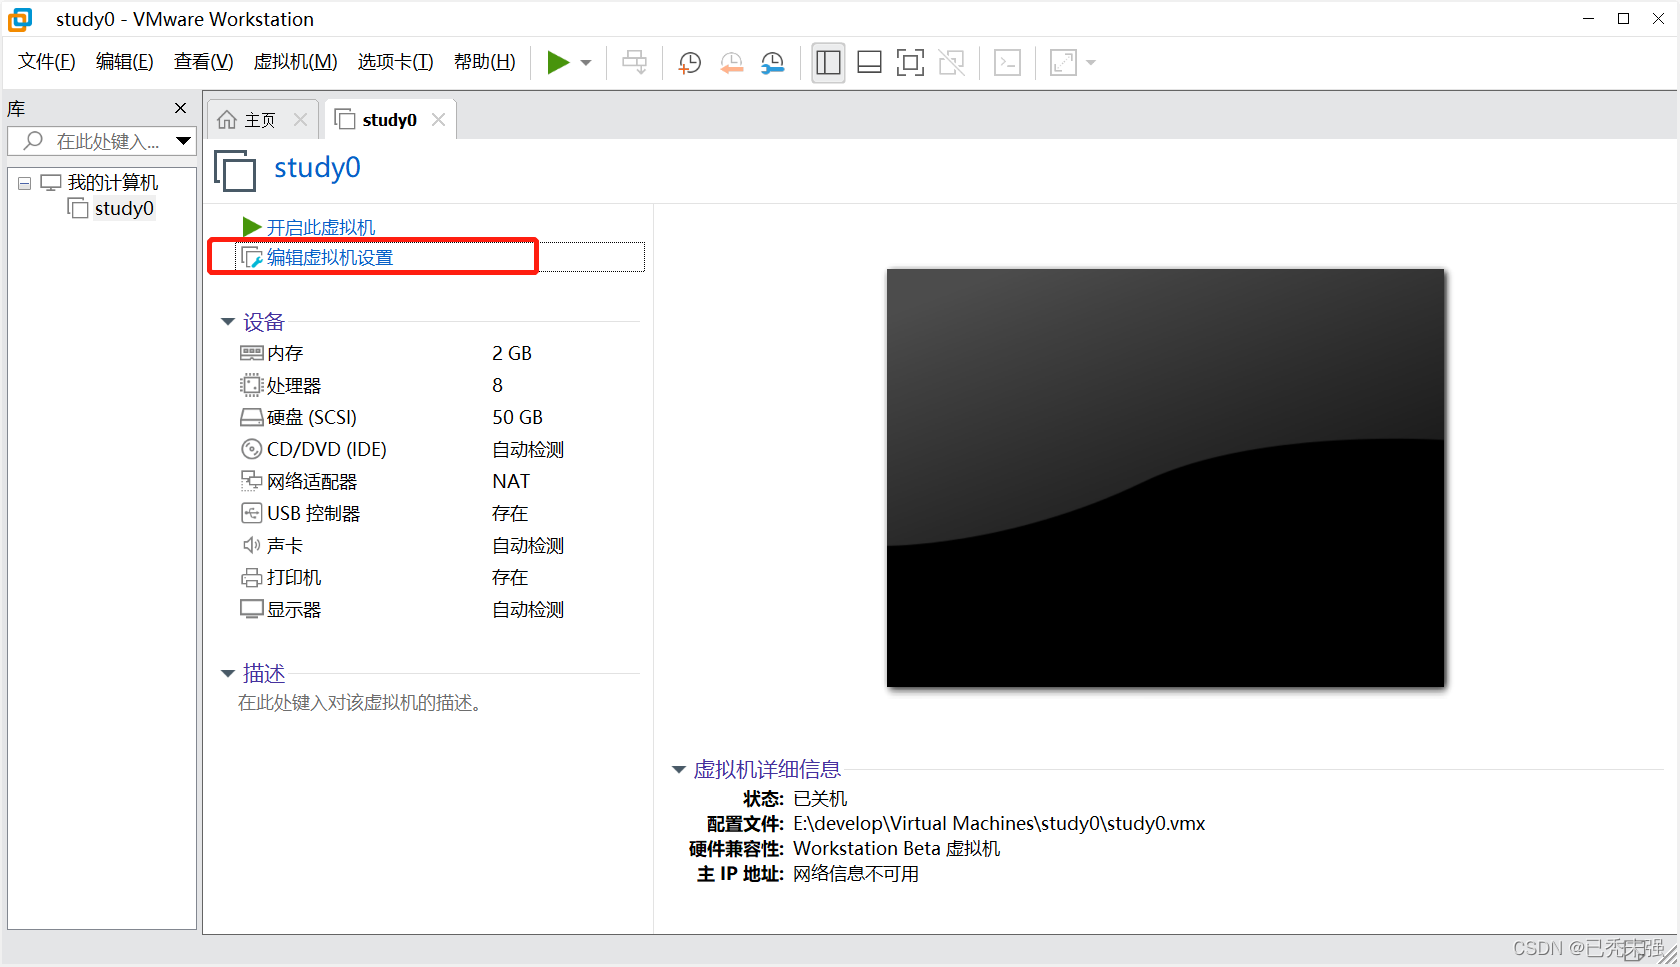 study0 - VMware Workstation
文件(F) 编辑(E) 查看(V) 虚拟机(M) 选项卡(T) 帮助(H)
库
在此处键入...
我的计算机
study0
主页
study0
study0
开启此虚拟机
编辑虚拟机设置
设备
内存 2 GB
处理器 8
硬盘 (SCSI) 50 GB
CD/DVD (IDE) 自动检测
网络适配器 NAT
USB 控制器 存在
声卡 自动检测
打印机 存在
显示器 自动检测
描述
在此处键入对该虚拟机的描述。
虚拟机详细信息
状态: 已关机
配置文件: E:\develop\Virtual Machines\study0\study0.vmx
硬件兼容性: Workstation Beta 虚拟机
主 IP 地址: 网络信息不可用
CSDN @已秃未强